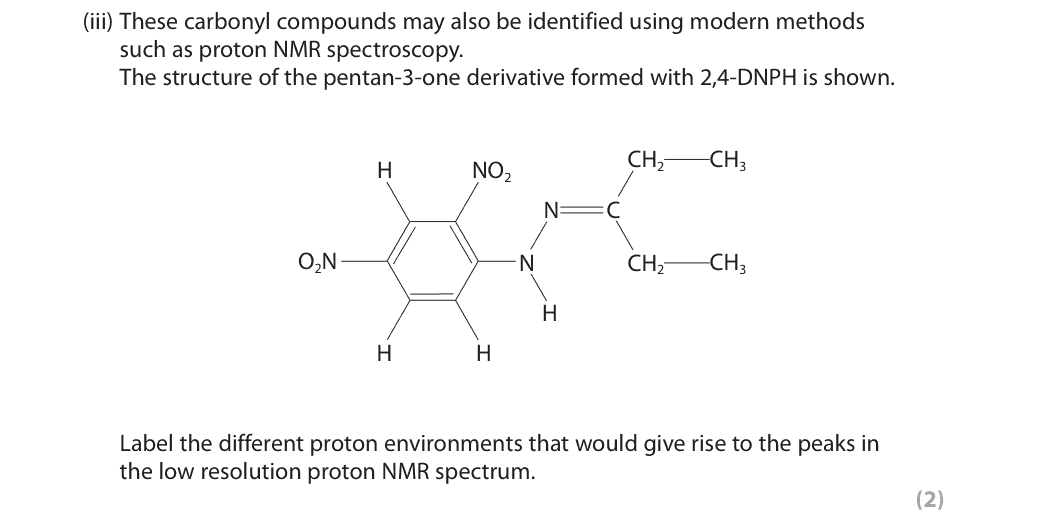 (iii) These carbonyl compounds may also be identified using modern methods
such as proton NMR spectroscopy.
The structure of the pentan-3-one derivative formed with 2,4-DNPH is shown.
CH₂ CH₃
H NO₂
N C
O₂N N CH₂ CH₃
H
H H
Label the different proton environments that would give rise to the peaks in
the low resolution proton NMR spectrum.
(2)